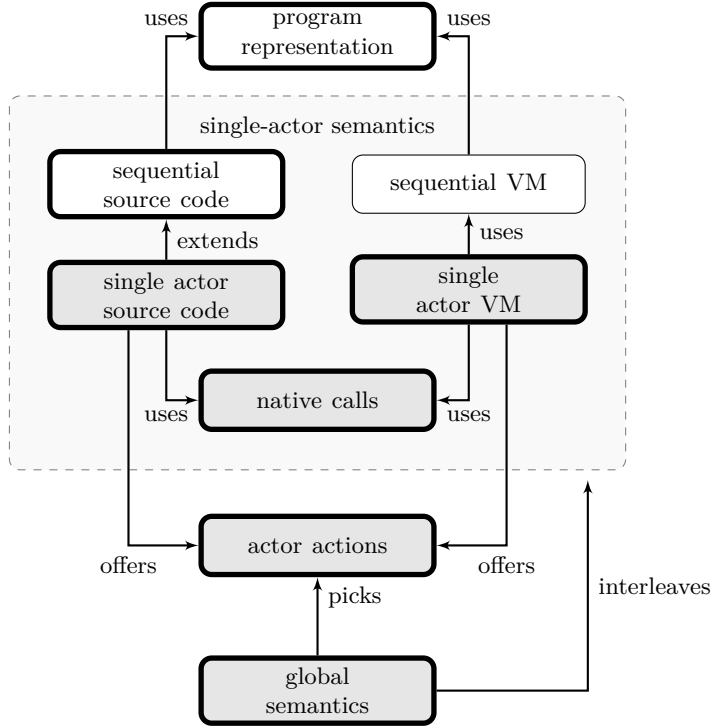 uses
program
representation
uses
single-actor semantics
sequential
source code
sequential VM
extends
uses
single actor
source code
single
actor VM
uses
native calls
uses
offers
actor actions
offers
picks
interleaves
global
semantics